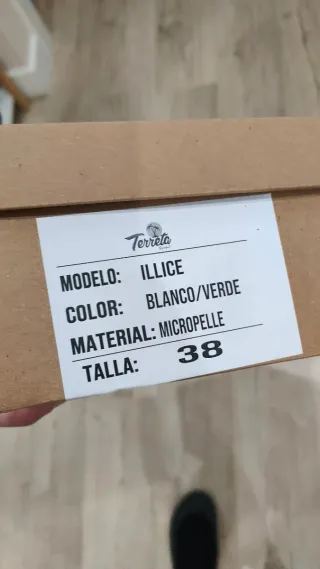 Terreta
MODELO: ILLICE
COLOR: BLANCO/VERDE
MATERIAL: MICROPELLE
TALLA: 38